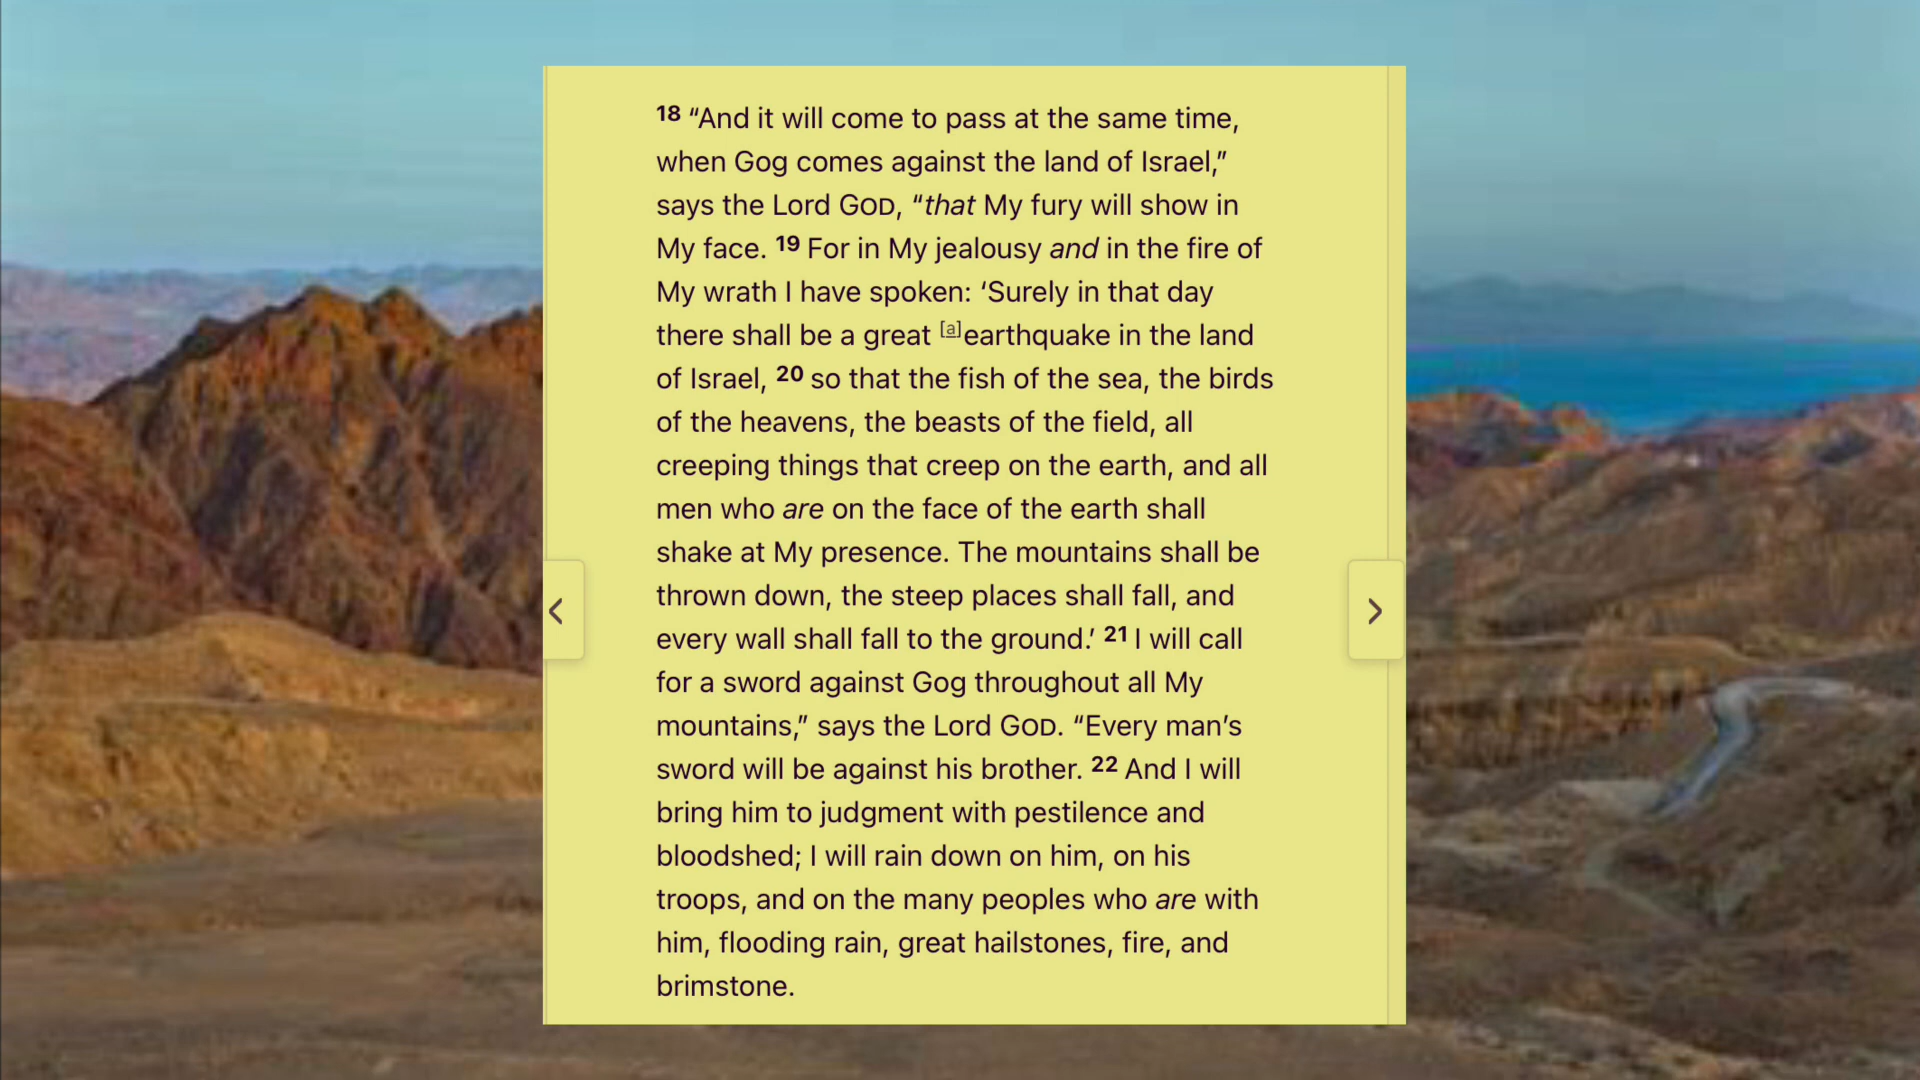 18 “And it will come to pass at the same time,
when Gog comes against the land of Israel,”
says the Lord GOD, “that My fury will show in
My face. 19 For in My jealousy and in the fire of
My wrath I have spoken: ‘Surely in that day
there shall be a great [a]earthquake in the land
of Israel, 20 so that the fish of the sea, the birds
of the heavens, the beasts of the field, all
creeping things that creep on the earth, and all
men who are on the face of the earth shall
shake at My presence. The mountains shall be
thrown down, the steep places shall fall, and
every wall shall fall to the ground.’ 21 I will call
for a sword against Gog throughout all My
mountains,” says the Lord GOD. “Every man’s
sword will be against his brother. 22 And I will
bring him to judgment with pestilence and
bloodshed; I will rain down on him, on his
troops, and on the many peoples who are with
him, flooding rain, great hailstones, fire, and
brimstone.